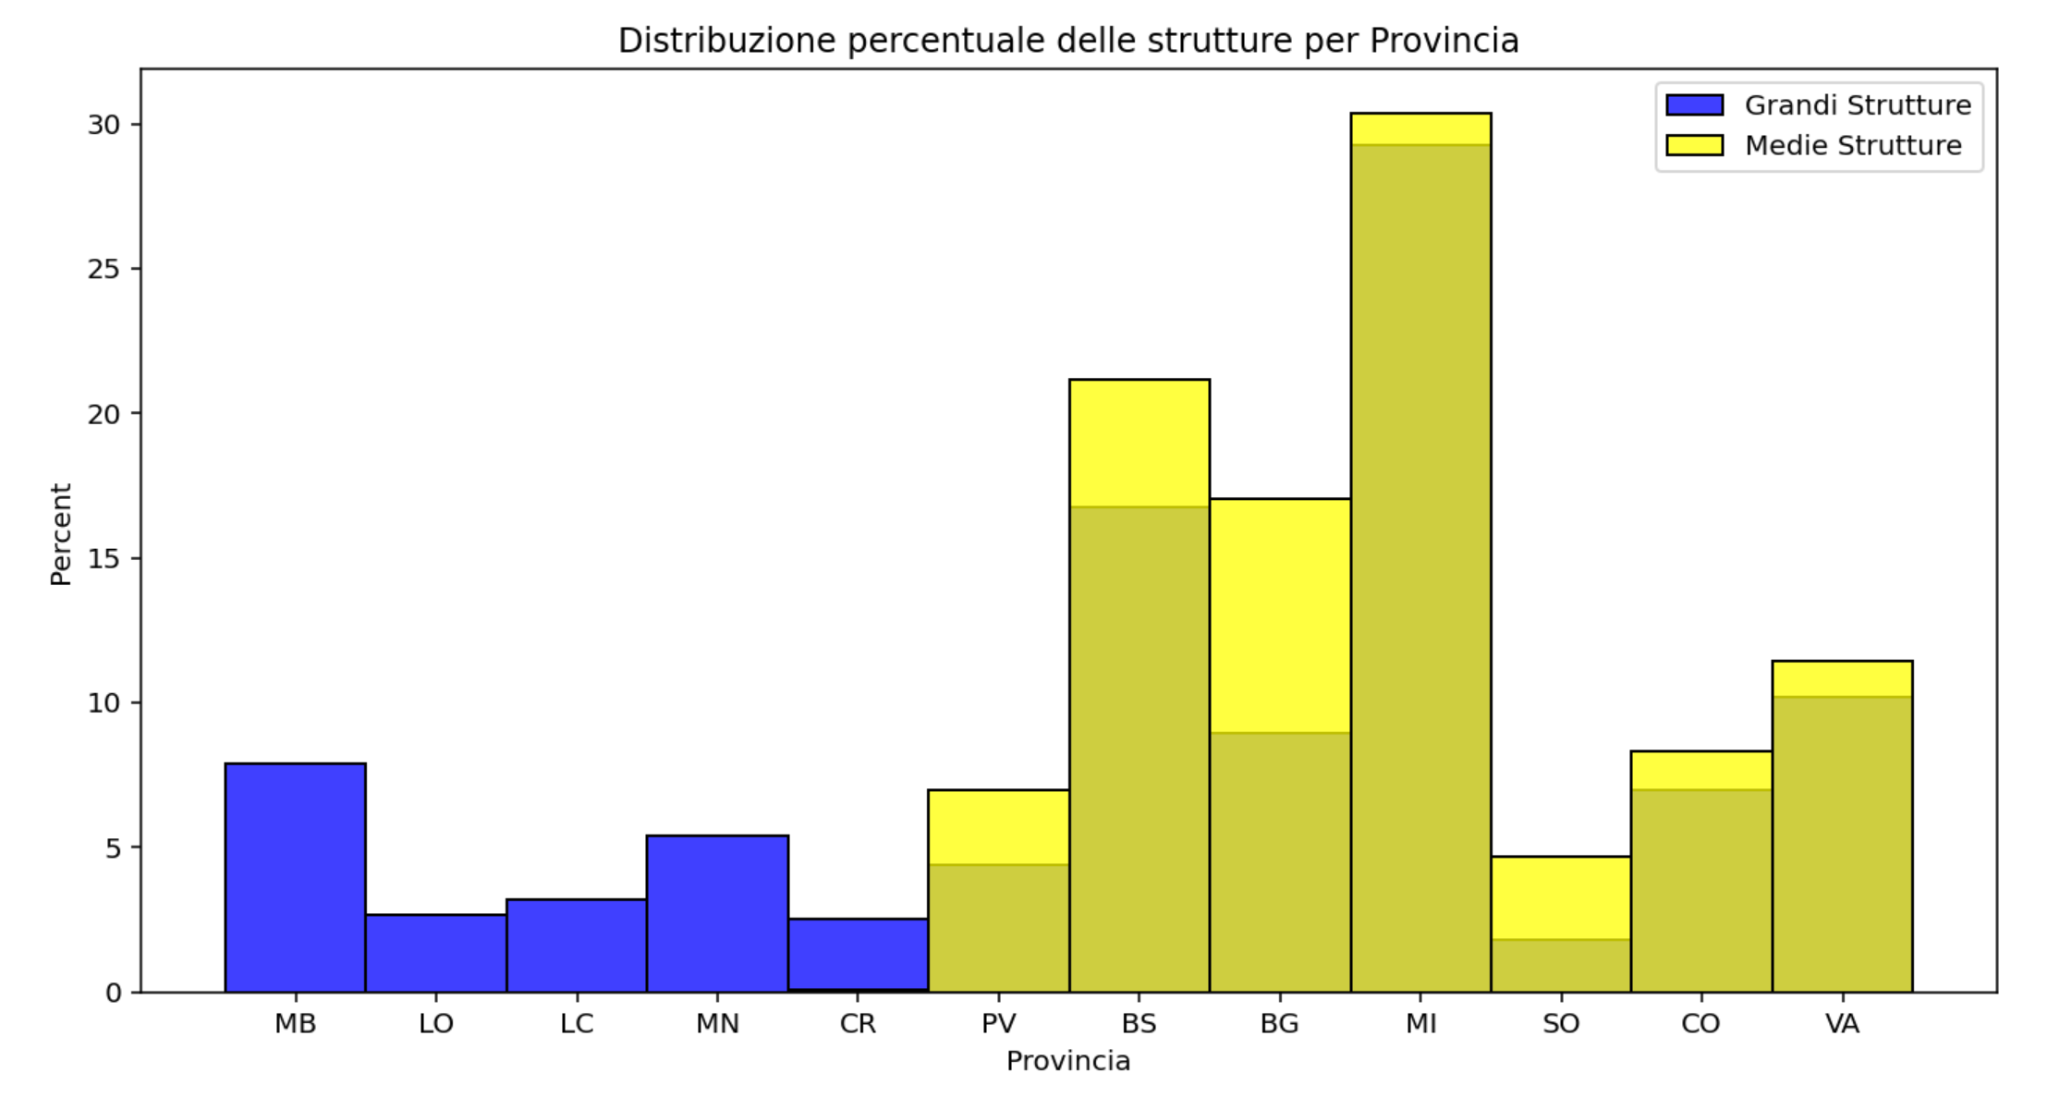 Distribuzione percentuale delle strutture per Provincia
Grandi Strutture
Medie Strutture
30
25
20
15
10
5
0
Percent
MB LO LC MN CR PV BS BG MI SO CO VA
Provincia